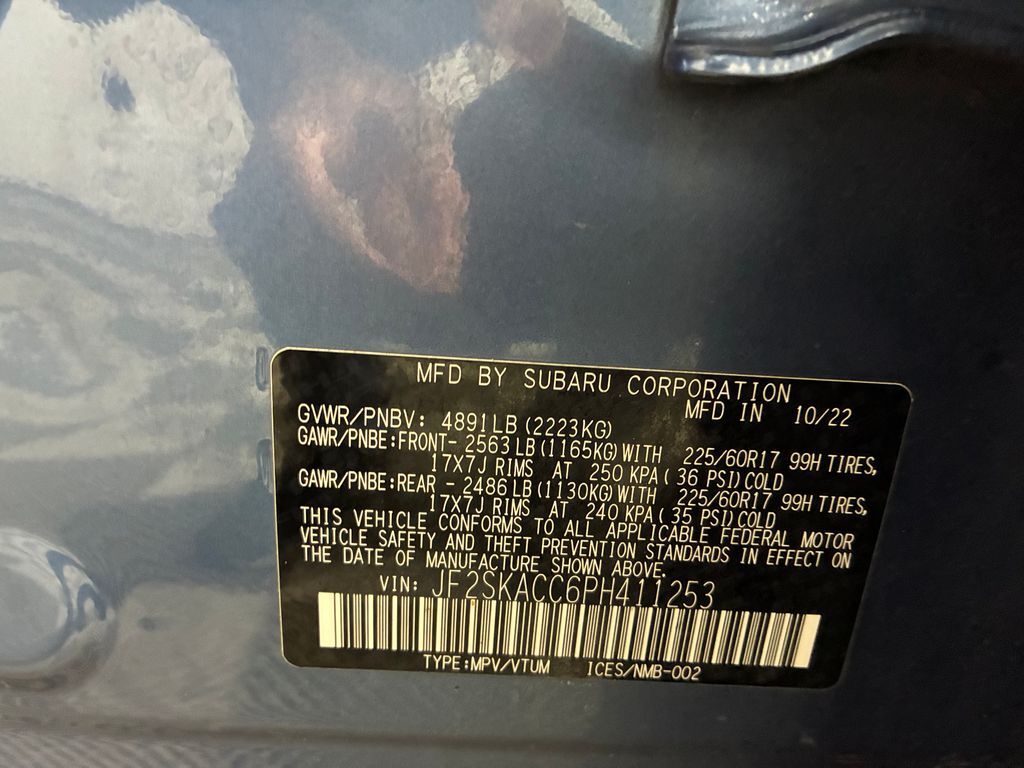 MFD BY SUBARU CORPORATION
MFD IN 10/22
GVWR/PNBV: 4891LB (2223KG)
GAWR/PNBE:FRONT- 2563 LB (1165KG) WITH 225/60R17 99H TIRES,
17X7J RIMS AT 250 KPA ( 36 PSI) COLD
GAWR/PNBE:REAR - 2486 LB (1130KG) WITH 225/60R17 99H TIRES,
17X7J RIMS AT 240 KPA ( 35 PSI) COLD
THIS VEHICLE CONFORMS TO ALL APPLICABLE FEDERAL MOTOR
VEHICLE SAFETY AND THEFT PREVENTION STANDARDS IN EFFECT ON
THE DATE OF MANUFACTURE SHOWN ABOVE.
VIN: JF2SKACC6PH411253
TYPE:MPV/VTUM ICES/NMB-002